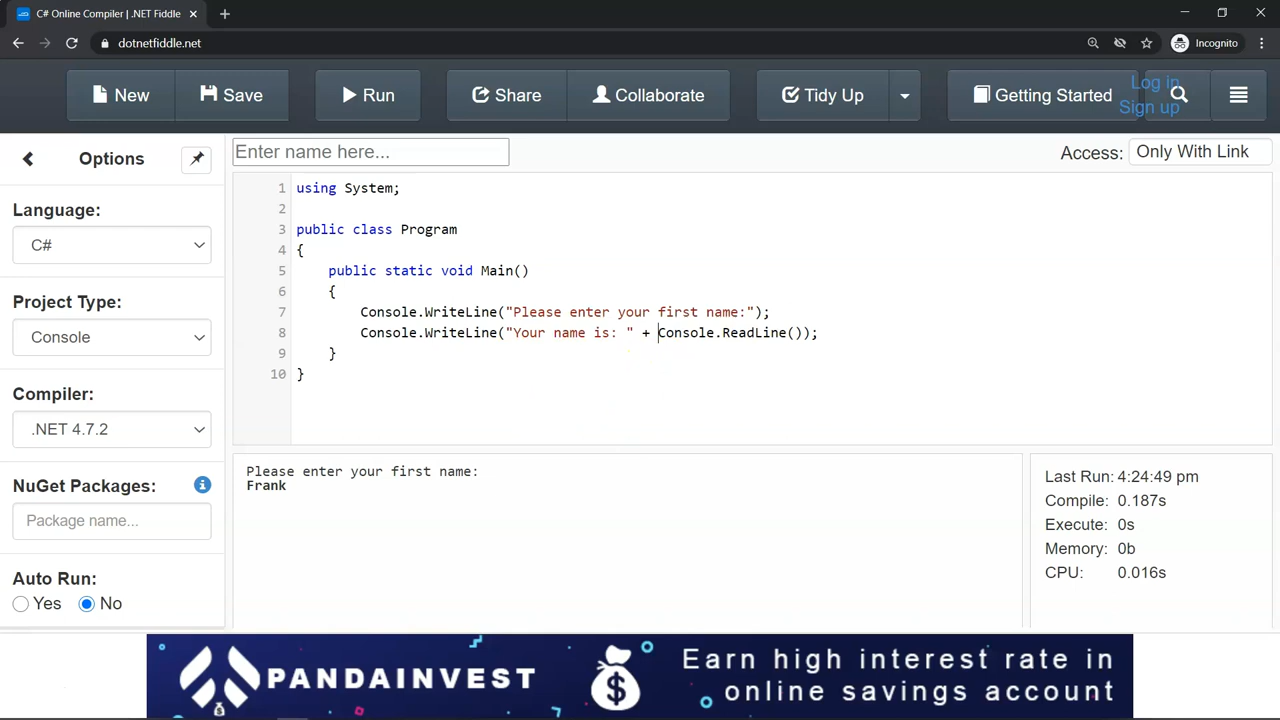 C# Online Compiler | .NET Fiddle
dotnetfiddle.net
Incognito
New
Save
Run
Share
Collaborate
Tidy Up
Getting Started
Log in
Sign up
Options
Enter name here...
Access:
Only With Link
Language:
C#
Project Type:
Console
Compiler:
.NET 4.7.2
NuGet Packages:
Package name...
Auto Run:
Yes
No
1 using System;
2
3 public class Program
4 {
5 public static void Main()
6 {
7 Console.WriteLine("Please enter your first name:");
8 Console.WriteLine("Your name is: " + Console.ReadLine());
9 }
10 }
Please enter your first name:
Frank
Last Run: 4:24:49 pm
Compile: 0.187s
Execute: 0s
Memory: 0b
CPU: 0.016s
PANDAINVEST
Earn high interest rate in
online savings account